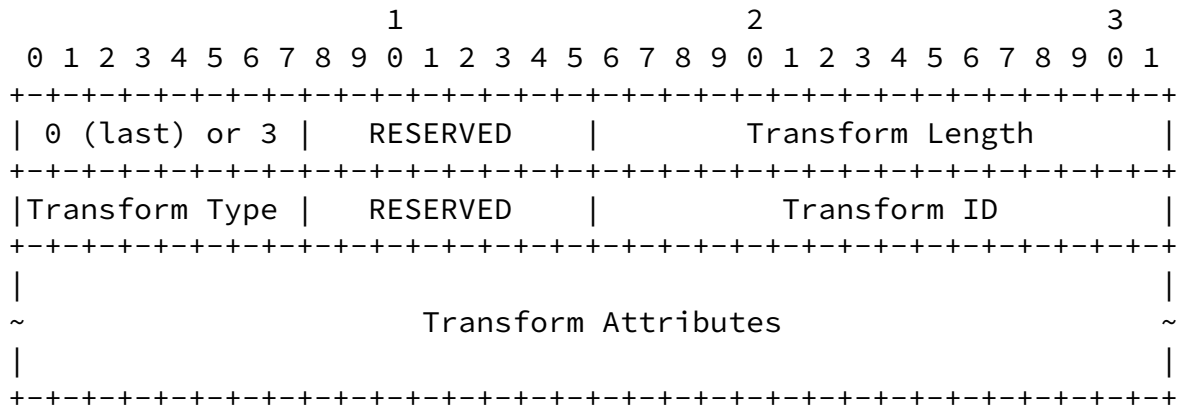 1                   2                   3
 0 1 2 3 4 5 6 7 8 9 0 1 2 3 4 5 6 7 8 9 0 1 2 3 4 5 6 7 8 9 0 1
+-+-+-+-+-+-+-+-+-+-+-+-+-+-+-+-+-+-+-+-+-+-+-+-+-+-+-+-+-+-+-+-+
| 0 (last) or 3 |   RESERVED    |        Transform Length       |
+-+-+-+-+-+-+-+-+-+-+-+-+-+-+-+-+-+-+-+-+-+-+-+-+-+-+-+-+-+-+-+-+
|Transform Type |   RESERVED    |          Transform ID         |
+-+-+-+-+-+-+-+-+-+-+-+-+-+-+-+-+-+-+-+-+-+-+-+-+-+-+-+-+-+-+-+-+
|                                                               |
~                      Transform Attributes                     ~
|                                                               |
+-+-+-+-+-+-+-+-+-+-+-+-+-+-+-+-+-+-+-+-+-+-+-+-+-+-+-+-+-+-+-+-+